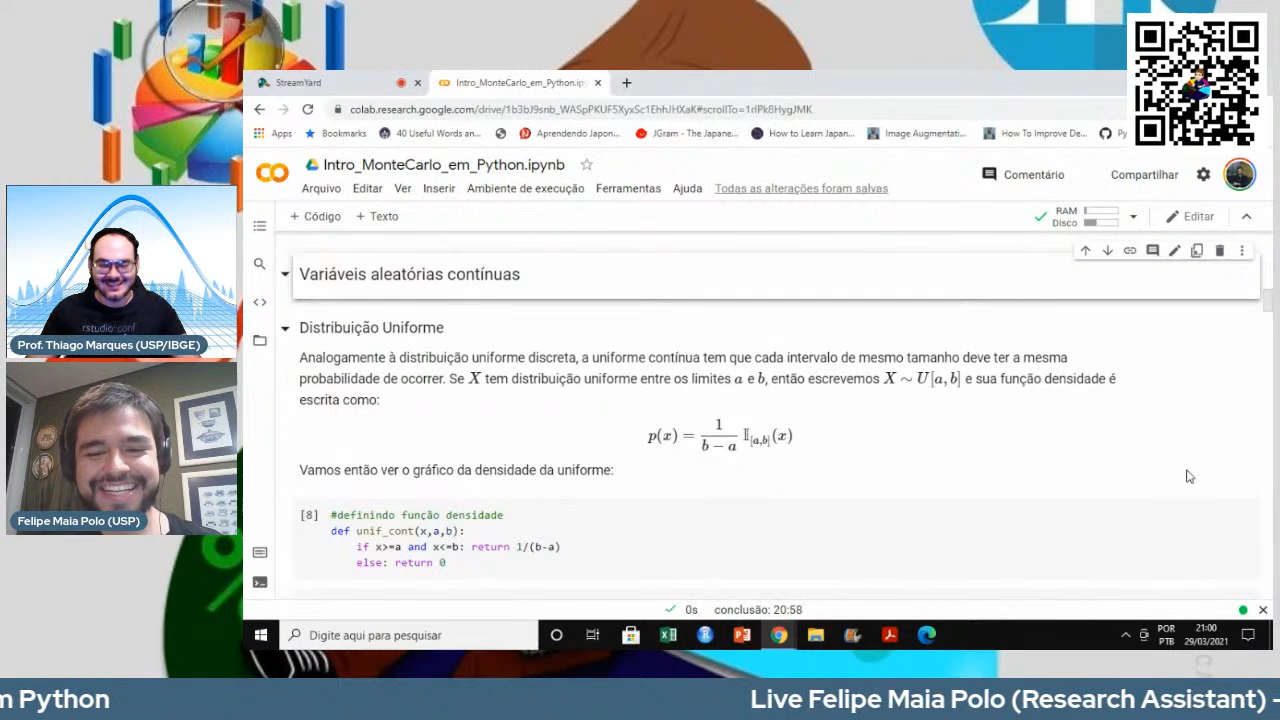 StreamYard
Intro_MonteCarlo_em_Python.ip
colab.research.google.com/drive/1b3bJ9srni_WASpPKUF5XyxSc1EhhJHXaK#scrollTo=1rIPk8HygJMK
Apps Bookmarks 40 Useful Words an... Aprendendo Japon... JGram - The Japane... How to Learn Japan... Image Augmentati... How To Improve De... Py
Intro_MonteCarlo_em_Python.ipynb
Comentário Compartilhar
Arquivo Editar Ver Inserir Ambiente de execução Ferramentas Ajuda Todas as alterações foram salvas
+ Código + Texto
RAM
Disco
Editar
Variáveis aleatórias contínuas
Distribuição Uniforme
Analogamente à distribuição uniforme discreta, a uniforme contínua tem que cada intervalo de mesmo tamanho deve ter a mesma
probabilidade de ocorrer. Se X tem distribuição uniforme entre os limites a e b, então escrevemos X ∼ U[a, b] e sua função densidade é
escrita como:
p(x) = 1/(b − a) 𝕀[a,b](x)
Vamos então ver o gráfico da densidade da uniforme:
[8] #definindo função densidade
def unif_cont(x,a,b):
if x>=a and x<=b: return 1/(b-a)
else: return 0
0s conclusão: 20:58
rstudio::conf
Prof. Thiago Marques (USP/IBGE)
Felipe Maia Polo (USP)
Digite aqui para pesquisar
POR
PTB
21:00
29/03/2021
m Python
Live Felipe Maia Polo (Research Assistant) -